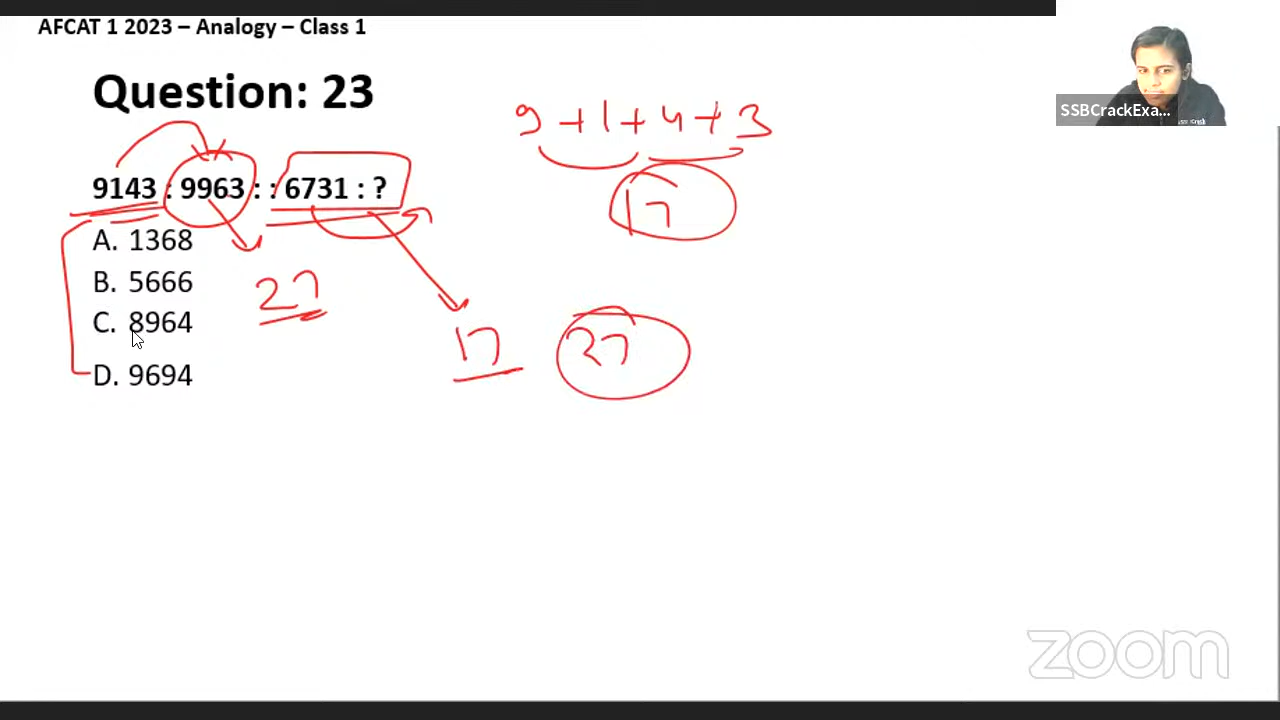 AFCAT 1 2023 – Analogy – Class 1
Question: 23
9+1+4+3
17
SSBCrackExa...
9143 : 9963 : : 6731 : ?
A. 1368
B. 5666
C. 8964
D. 9694
27
17
27
zoom